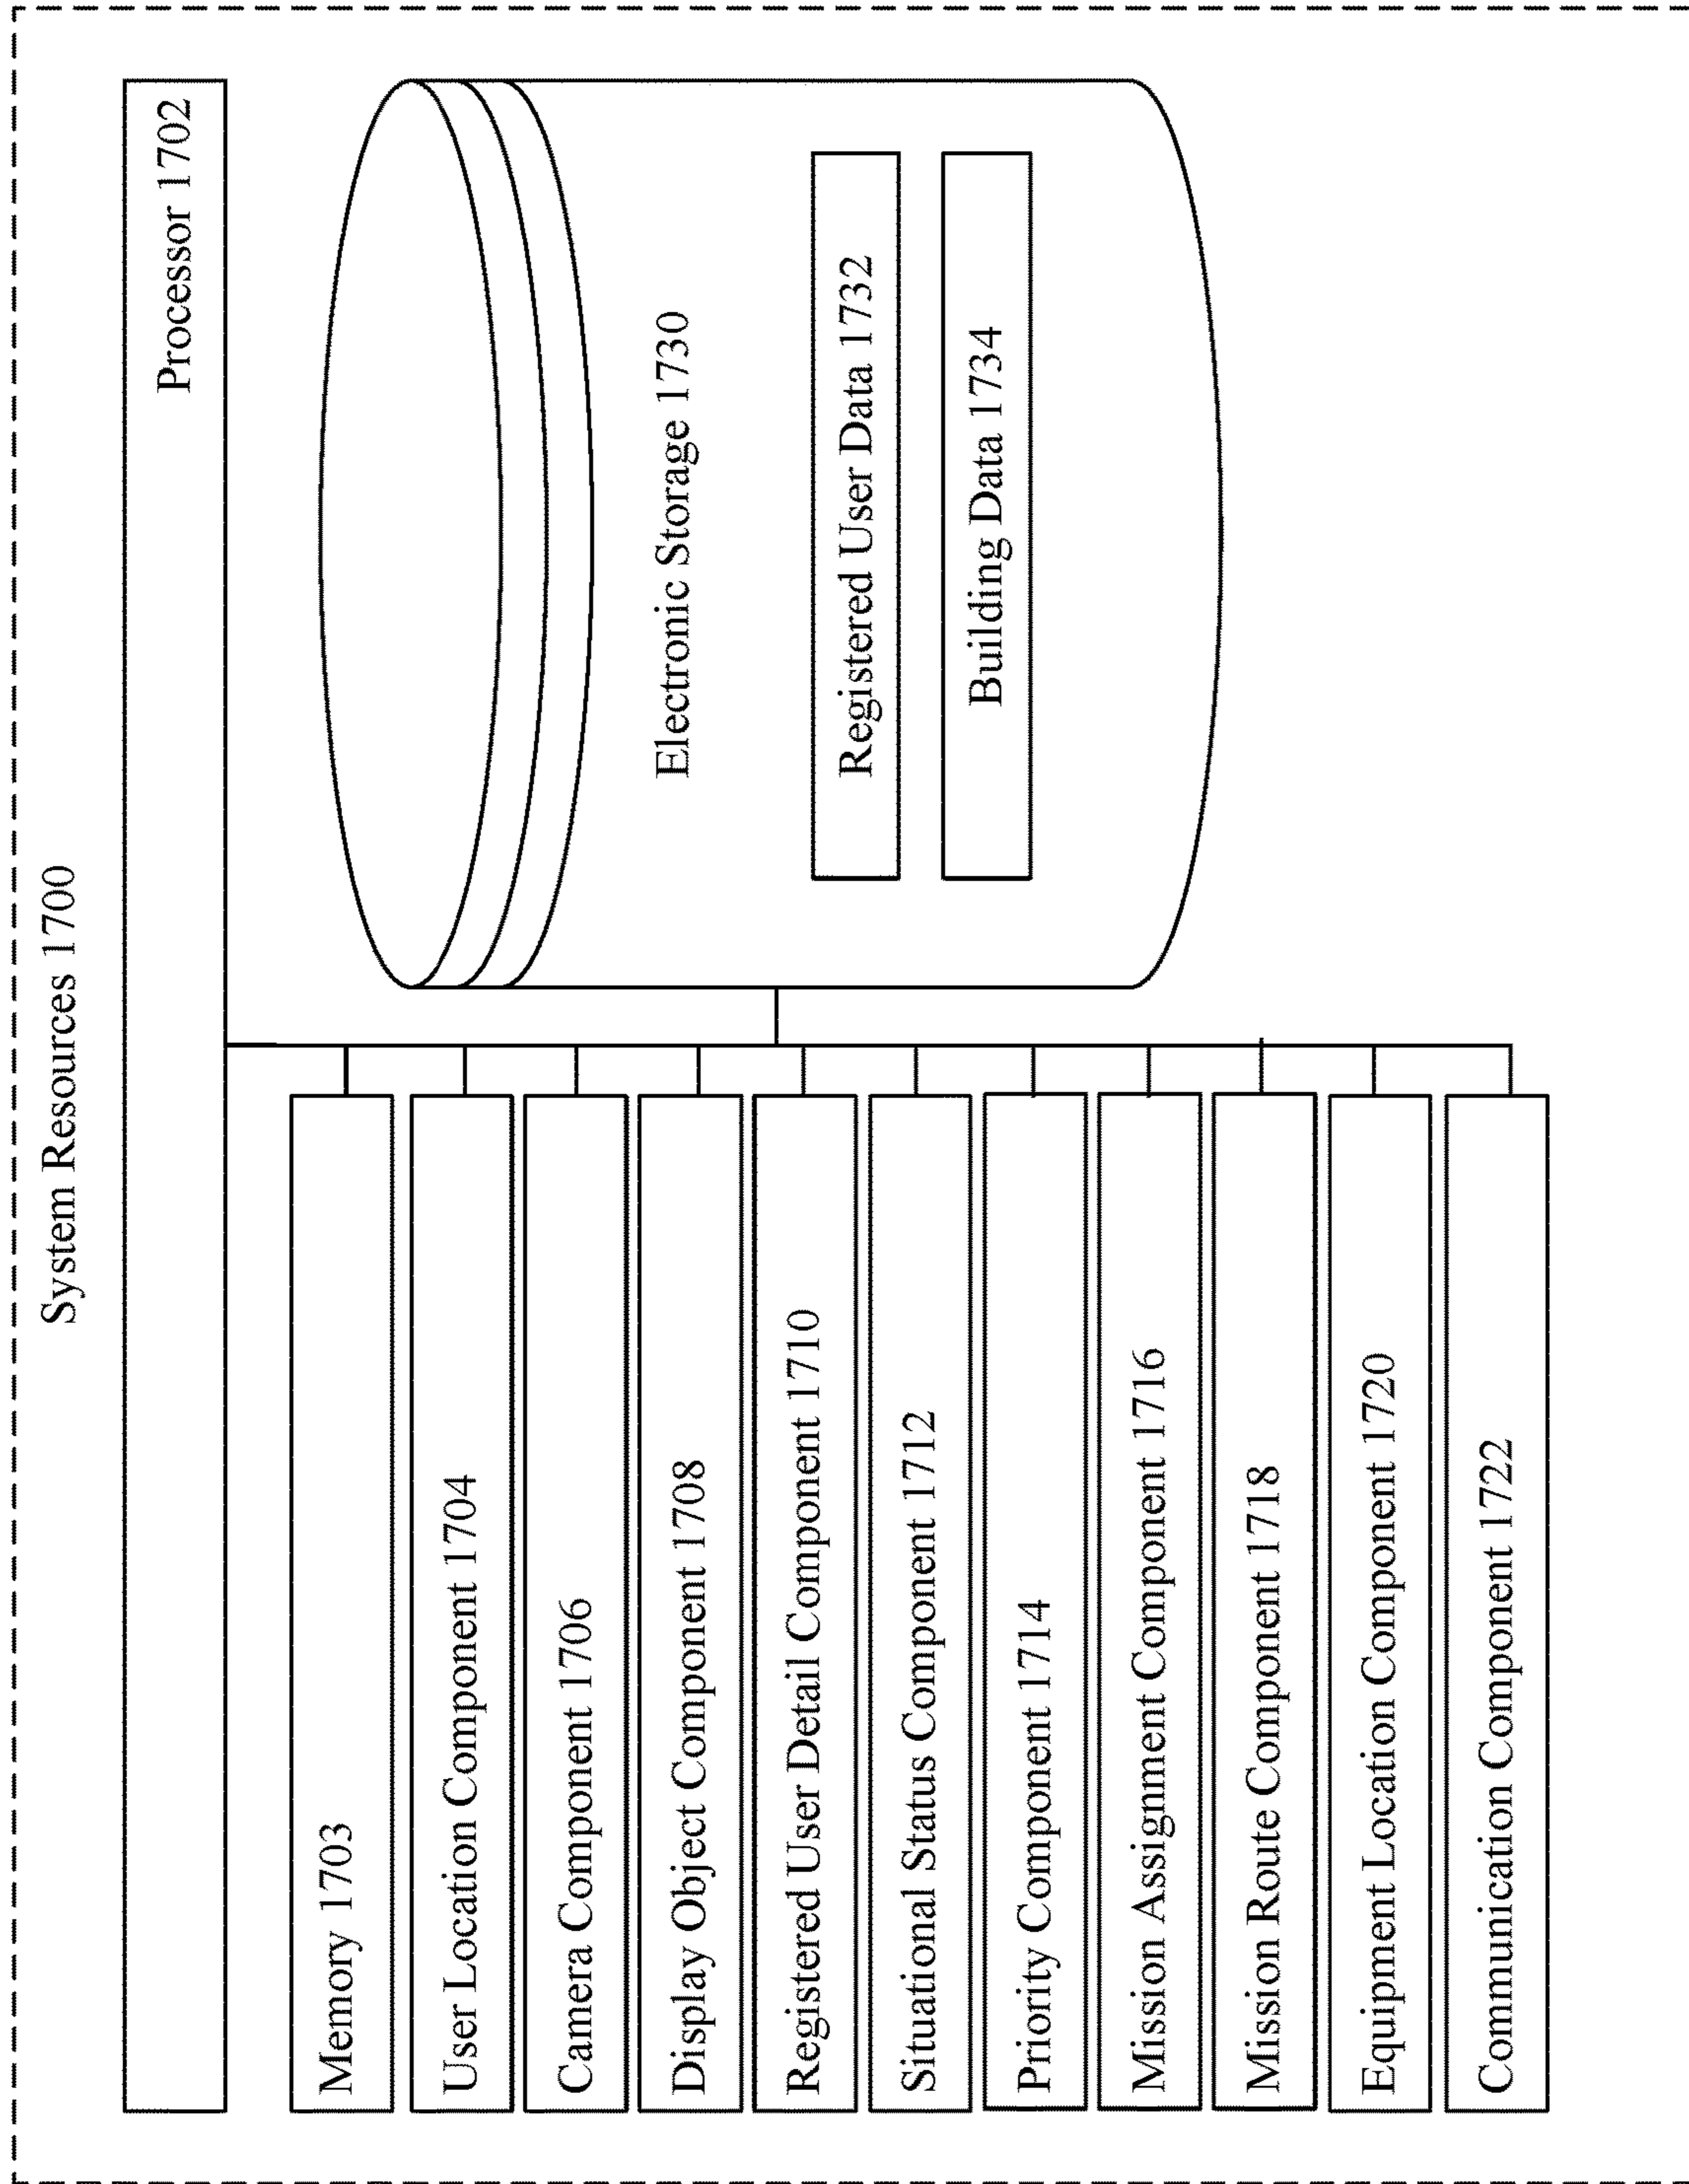 System Resources 1700
Processor 1702
Memory 1703
User Location Component 1704
Camera Component 1706
Display Object Component 1708
Registered User Detail Component 1710
Situational Status Component 1712
Priority Component 1714
Mission Assignment Component 1716
Mission Route Component 1718
Equipment Location Component 1720
Communication Component 1722
Electronic Storage 1730
Registered User Data 1732
Building Data 1734